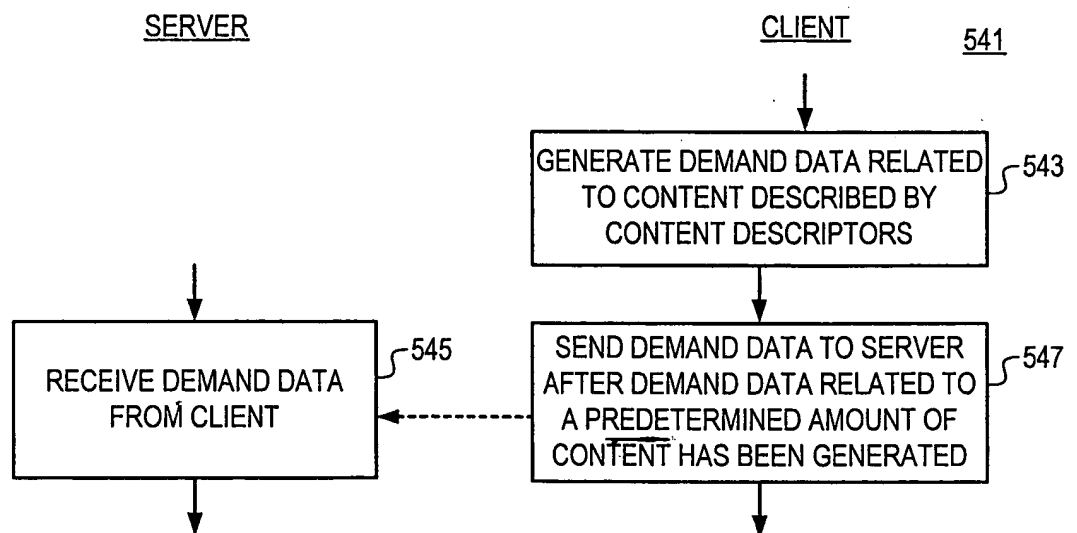 SERVER
CLIENT
541
GENERATE DEMAND DATA RELATED
TO CONTENT DESCRIBED BY
CONTENT DESCRIPTORS
543
RECEIVE DEMAND DATA
FROM CLIENT
545
SEND DEMAND DATA TO SERVER
AFTER DEMAND DATA RELATED TO
A PREDETERMINED AMOUNT OF
CONTENT HAS BEEN GENERATED
547